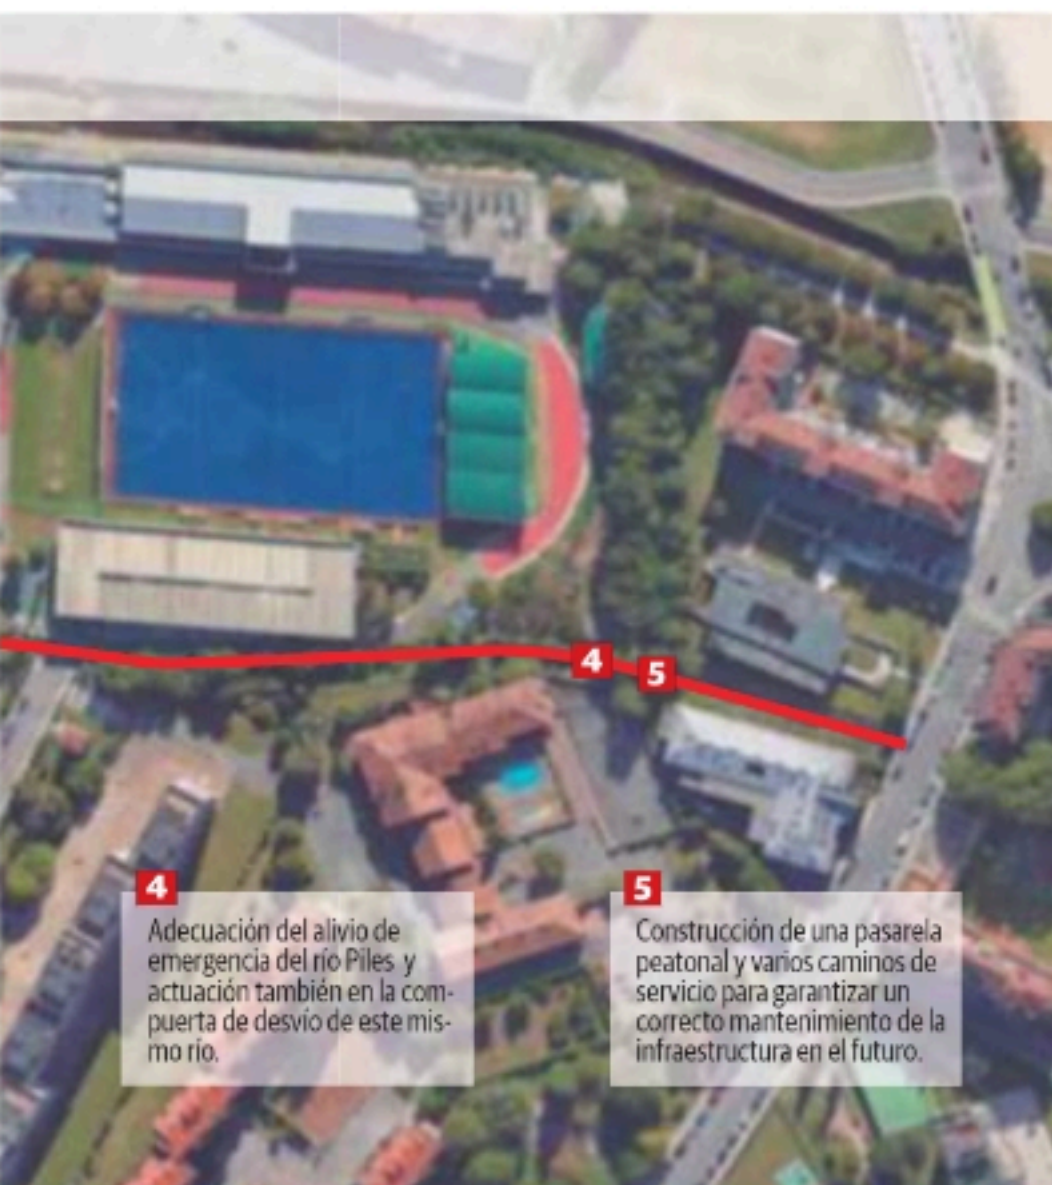 4
5
4
Adecuación del alivio de
emergencia del río Piles y
actuación también en la com-
puerta de desvío de este mis-
mo río.
5
Construcción de una pasarela
peatonal y varios caminos de
servicio para garantizar un
correcto mantenimiento de la
infraestructura en el futuro.